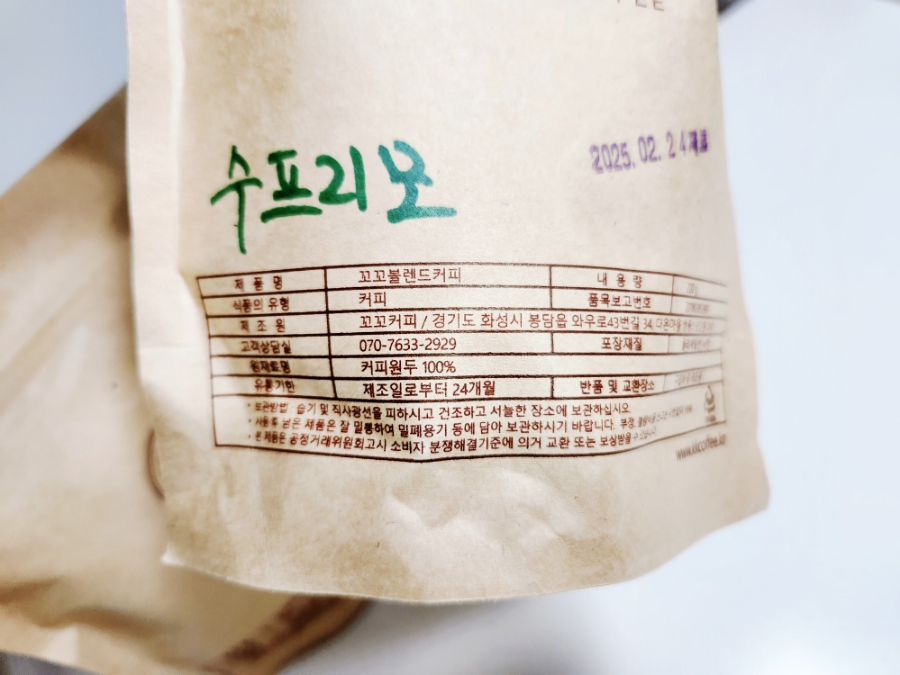 수프리모
2025.02.24제조
제품명 꼬꼬볼렌드커피 내용량
식품의 유형 커피 품목보고번호
제조원 꼬꼬커피 / 경기도 화성시 봉담읍 와우로43번길 34,
고객상담실 070-7633-2929 포장재질
원재료명 커피원두 100%
유통기한 제조일로부터 24개월 반품 및 교환장소
· 보관방법 : 습기 및 직사광선을 피하시고 건조하고 서늘한 장소에 보관하십시오.
· 사용후 남은 제품은 잘 밀봉하여 밀폐용기 등에 담아 보관하시기 바랍니다. 부정,
· 본 제품은 공정거래위원회고시 소비자 분쟁해결기준에 의거 교환 또는 보상받을 수